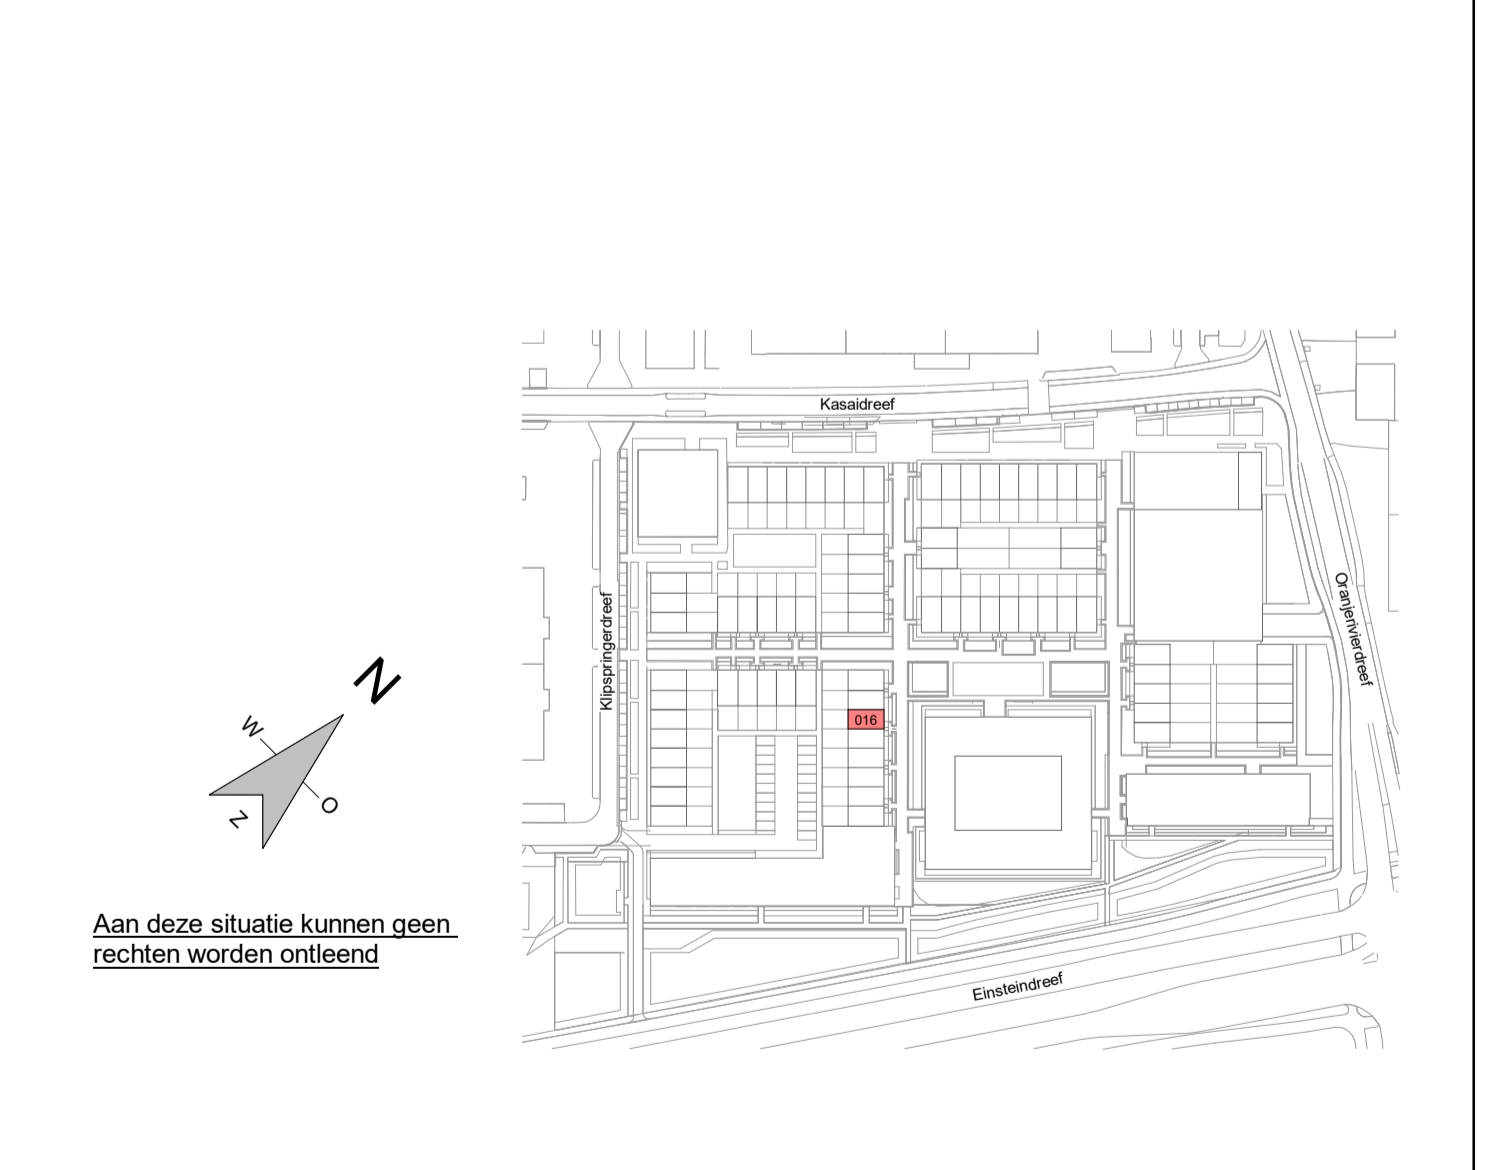 Kasaidreef
Klipspringerdreef
Oranjerivierdreef
016
N
W
O
Z
Aan deze situatie kunnen geen
rechten worden ontleend
Einsteindreef